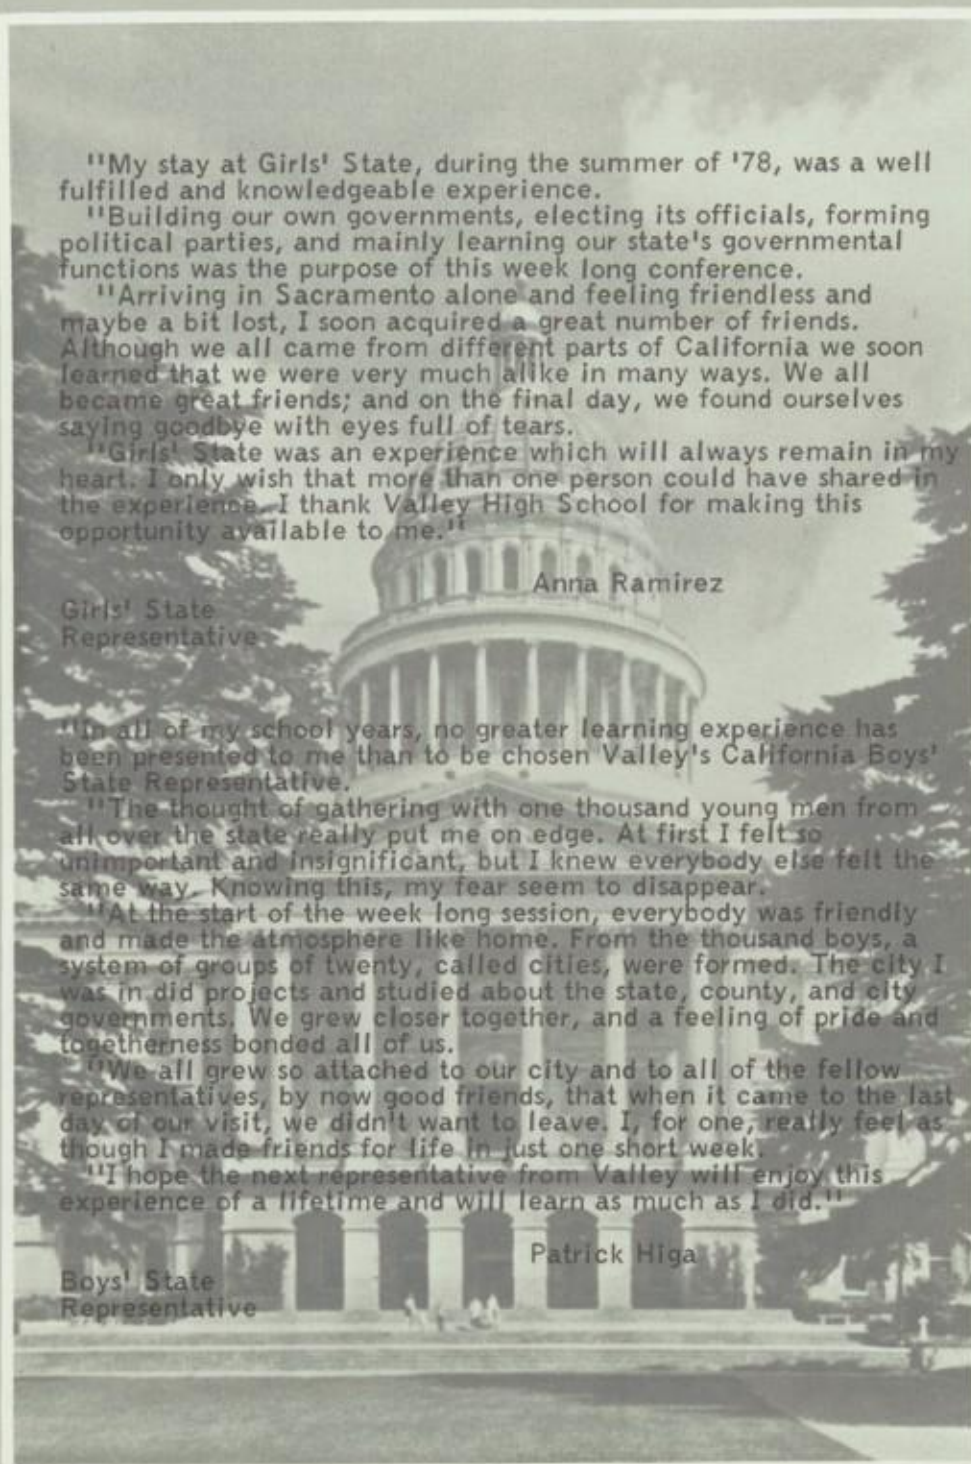 "My stay at Girls' State, during the summer of '78, was a well
fulfilled and knowledgeable experience.
"Building our own governments, electing its officials, forming
political parties, and mainly learning our state's governmental
functions was the purpose of this week long conference.
"Arriving in Sacramento alone and feeling friendless and
maybe a bit lost, I soon acquired a great number of friends.
Although we all came from different parts of California we soon
learned that we were very much alike in many ways. We all
became great friends; and on the final day, we found ourselves
saying goodbye with eyes full of tears.
"Girls' State was an experience which will always remain in my
heart. I only wish that more than one person could have shared in
the experience. I thank Valley High School for making this
opportunity available to me."
Anna Ramirez
Girls' State
Representative
"In all of my school years, no greater learning experience has
been presented to me than to be chosen Valley's California Boys'
State Representative.
"The thought of gathering with one thousand young men from
all over the state really put me on edge. At first I felt so
unimportant and insignificant, but I knew everybody else felt the
same way. Knowing this, my fear seem to disappear.
"At the start of the week long session, everybody was friendly
and made the atmosphere like home. From the thousand boys, a
system of groups of twenty, called cities, were formed. The city I
was in did projects and studied about the state, county, and city
governments. We grew closer together, and a feeling of pride and
togetherness bonded all of us.
"We all grew so attached to our city and to all of the fellow
representatives, by now good friends, that when it came to the last
day of our visit, we didn't want to leave. I, for one, really feel as
though I made friends for life in just one short week.
"I hope the next representative from Valley will enjoy this
experience of a lifetime and will learn as much as I did."
Patrick Higa
Boys' State
Representative